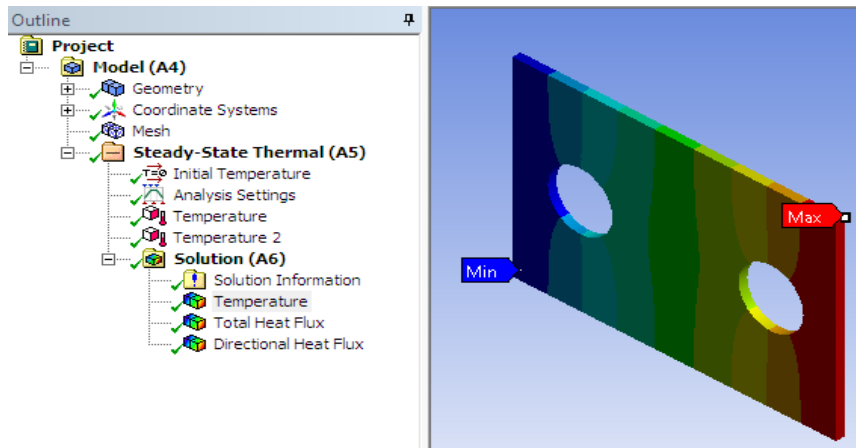 Outline
Project
Model (A4)
Geometry
Coordinate Systems
Mesh
Steady-State Thermal (A5)
T=0 Initial Temperature
Analysis Settings
Temperature
Temperature 2
Solution (A6)
Solution Information
Temperature
Total Heat Flux
Directional Heat Flux
Max
Min